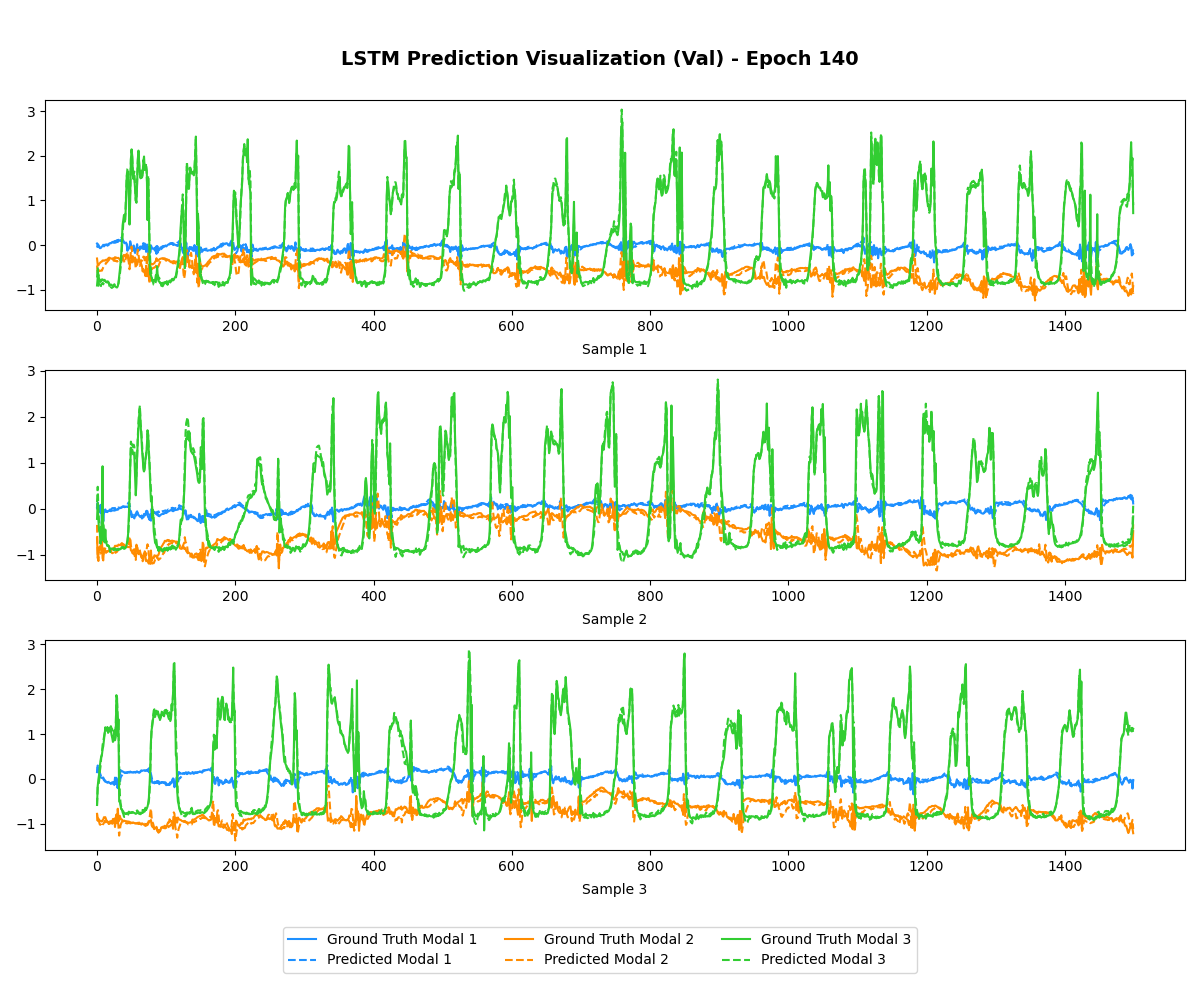 LSTM Prediction Visualization (Val) - Epoch 140
3
2
1
0
−1
0 200 400 600 800 1000 1200 1400
Sample 1
3
2
1
0
−1
0 200 400 600 800 1000 1200 1400
Sample 2
3
2
1
0
−1
0 200 400 600 800 1000 1200 1400
Sample 3
Ground Truth Modal 1 Ground Truth Modal 2 Ground Truth Modal 3
Predicted Modal 1 Predicted Modal 2 Predicted Modal 3